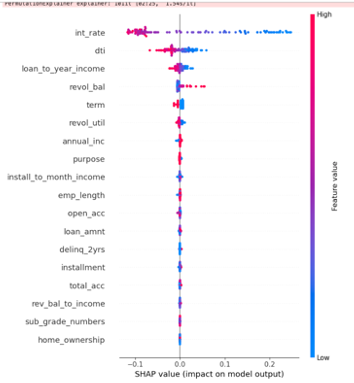 PermutationExplainer explainer:
High
int_rate
dti
loan_to_year_income
revol_bal
term
revol_util
annual_inc
purpose
install_to_month_income
emp_length
open_acc
loan_amnt
delinq_2yrs
installment
total_acc
rev_bal_to_income
sub_grade_numbers
home_ownership
Feature value
Low
−0.1 0.0 0.1 0.2
SHAP value (impact on model output)